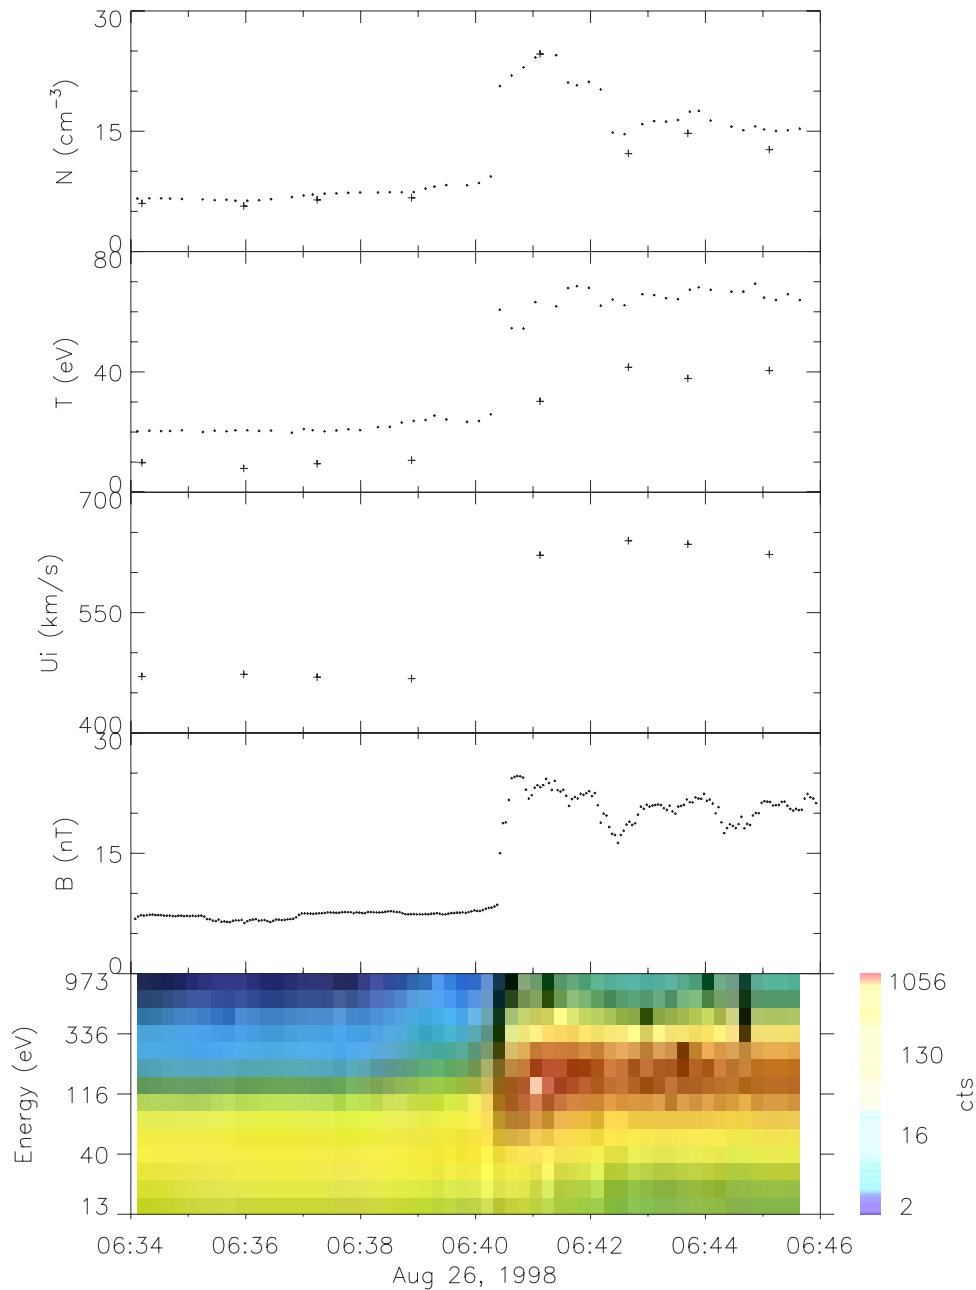 30
15
0
N (cm⁻³)
80
40
0
T (eV)
700
550
400
Ui (km/s)
30
15
0
B (nT)
973
336
116
40
13
Energy (eV)
1056
130
16
2
cts
06:34 06:36 06:38 06:40 06:42 06:44 06:46
Aug 26, 1998